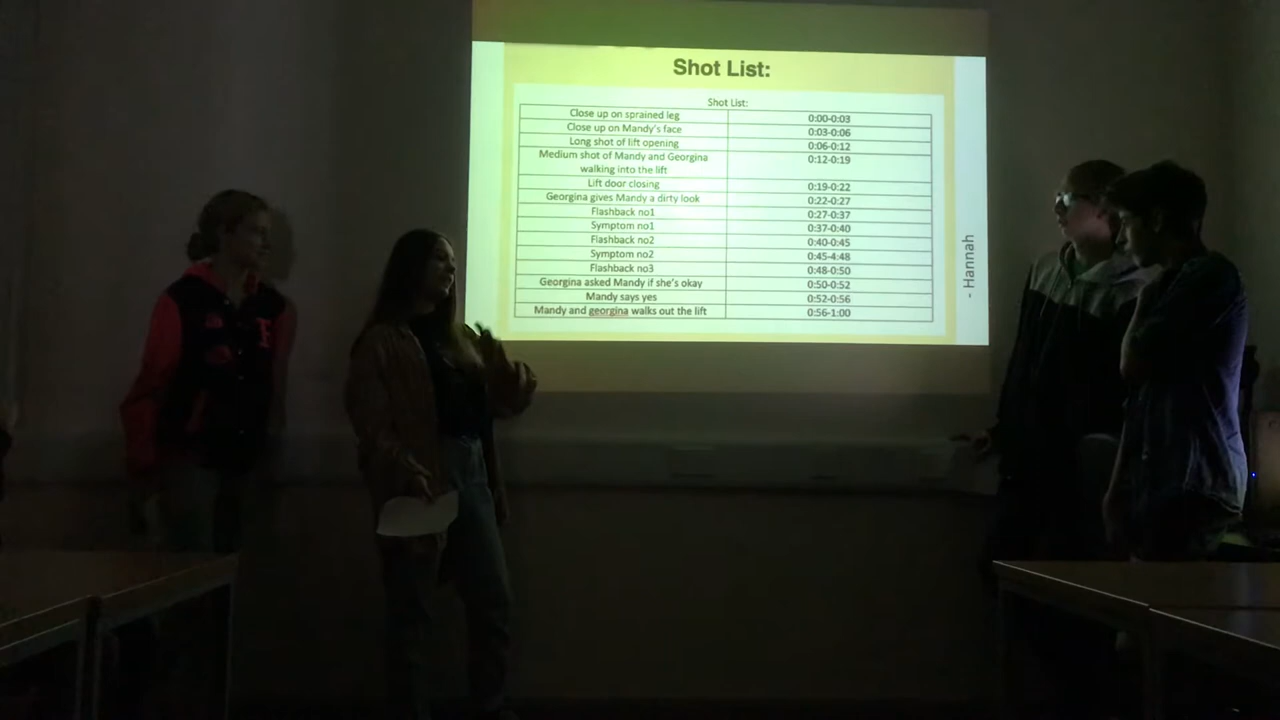 Shot List:
Shot List:
Close up on sprained leg 0:00-0:03
Close up on Mandy's face 0:03-0:06
Long shot of lift opening 0:06-0:12
Medium shot of Mandy and Georgina 0:12-0:19
walking into the lift
Lift door closing 0:19-0:22
Georgina gives Mandy a dirty look 0:22-0:27
Flashback no1 0:27-0:37
Symptom no1 0:37-0:40
Flashback no2 0:40-0:45
Symptom no2 0:45-4:48
Flashback no3 0:48-0:50
Georgina asked Mandy if she's okay 0:50-0:52
Mandy says yes 0:52-0:56
Mandy and georgina walks out the lift 0:56-1:00
- Hannah
F